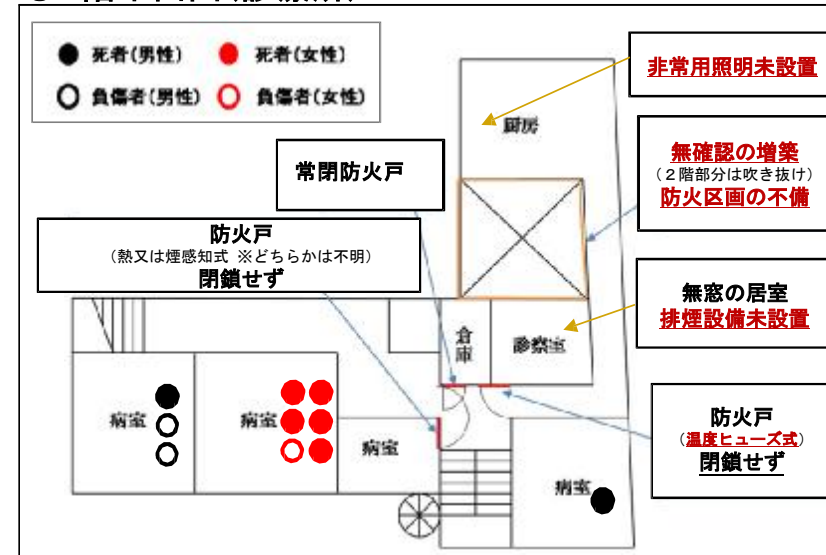 死者(男性)
死者(女性)
負傷者(男性)
負傷者(女性)
非常用照明未設置
厨房
無確認の増築
(２階部分は吹き抜け)
防火区画の不備
常閉防火戸
防火戸
(熱又は煙感知式 ※どちらかは不明)
閉鎖せず
無窓の居室
排煙設備未設置
倉庫
診察室
病室
病室
病室
防火戸
(温度ヒューズ式)
閉鎖せず
病室